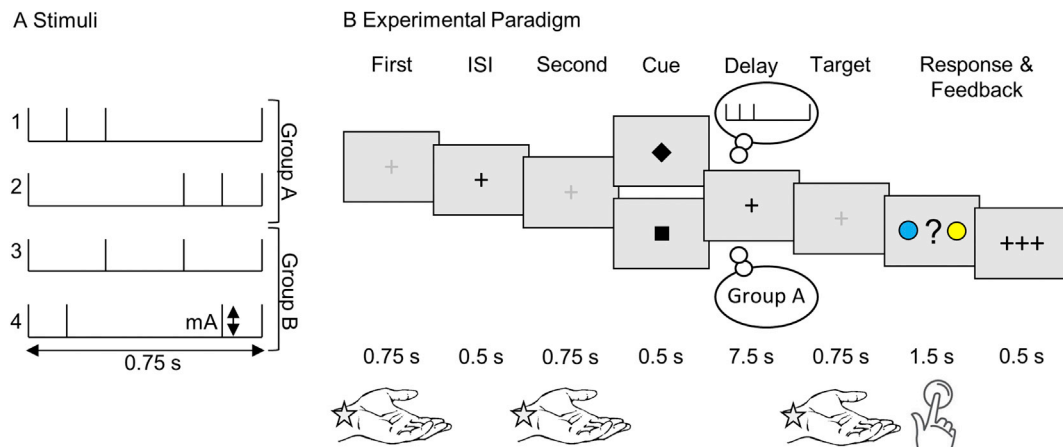 A Stimuli
1
2
3
4
Group A
Group B
mA
0.75 s
B Experimental Paradigm
First ISI Second Cue Delay Target Response &
Feedback
+ + + + + ? +++
Group A
0.75 s 0.5 s 0.75 s 0.5 s 7.5 s 0.75 s 1.5 s 0.5 s